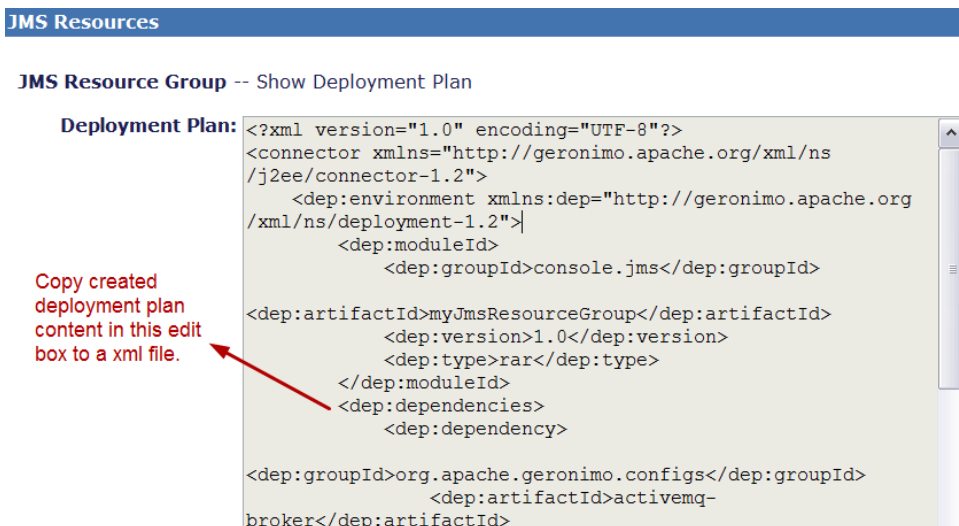 JMS Resources
JMS Resource Group -- Show Deployment Plan
Deployment Plan:
<?xml version="1.0" encoding="UTF-8"?>
<connector xmlns="http://geronimo.apache.org/xml/ns
/j2ee/connector-1.2">
    <dep:environment xmlns:dep="http://geronimo.apache.org
/xml/ns/deployment-1.2">
        <dep:moduleId>
            <dep:groupId>console.jms</dep:groupId>
<dep:artifactId>myJmsResourceGroup</dep:artifactId>
            <dep:version>1.0</dep:version>
            <dep:type>rar</dep:type>
        </dep:moduleId>
        <dep:dependencies>
            <dep:dependency>
<dep:groupId>org.apache.geronimo.configs</dep:groupId>
                <dep:artifactId>activemq-
broker</dep:artifactId>
Copy created
deployment plan
content in this edit
box to a xml file.